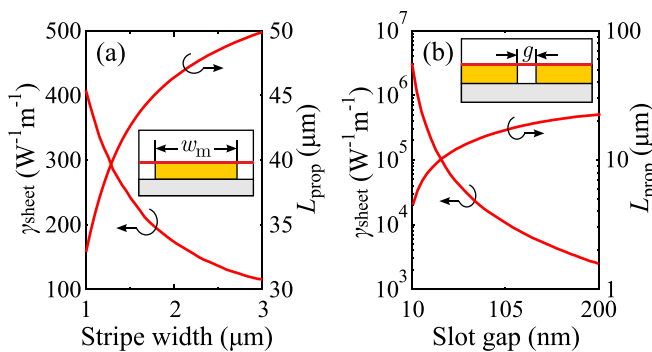 (a)
500
400
300
200
100
γsheet (W⁻¹m⁻¹)
50
45
40
35
30
Lprop (μm)
wm
1
2
3
Stripe width (μm)
(b)
10⁷
10⁶
10⁵
10⁴
10³
γsheet (W⁻¹m⁻¹)
100
10
1
Lprop (μm)
g
10
105
200
Slot gap (nm)